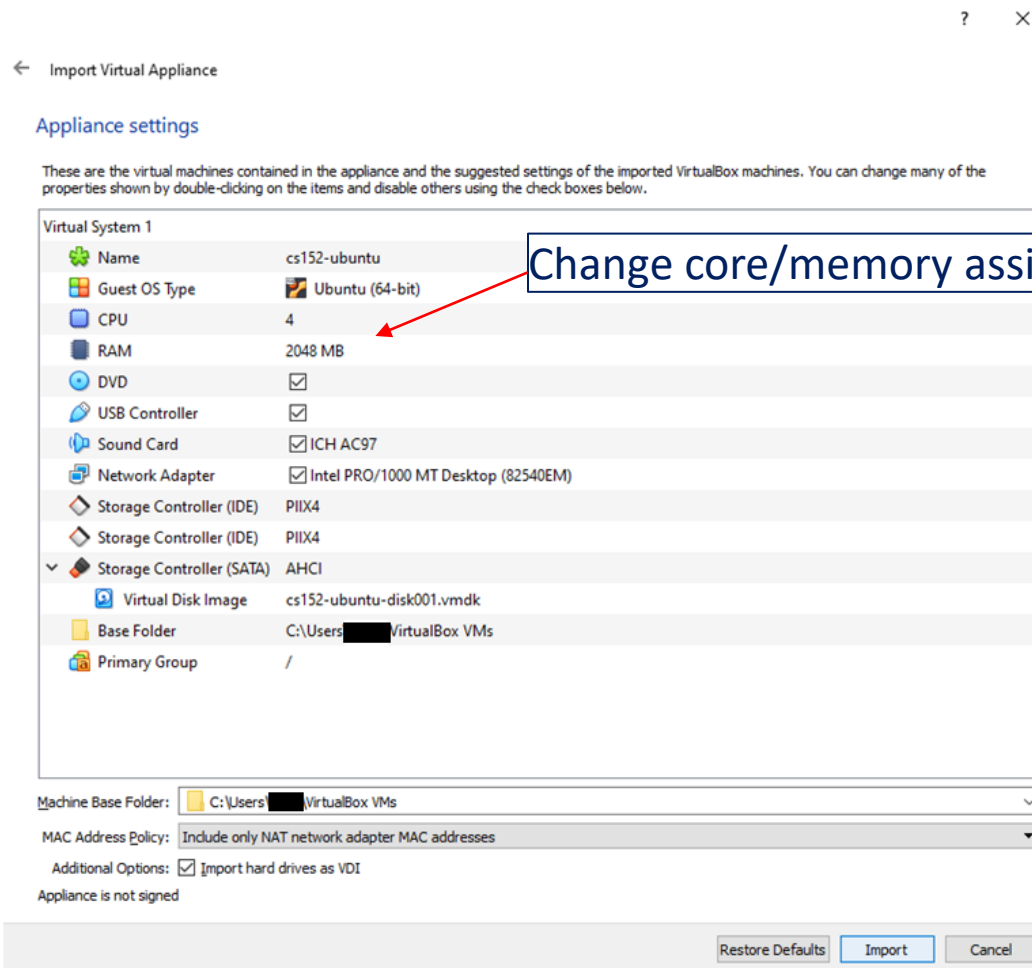 ?
Import Virtual Appliance
Appliance settings
These are the virtual machines contained in the appliance and the suggested settings of the imported VirtualBox machines. You can change many of the
properties shown by double-clicking on the items and disable others using the check boxes below.
Virtual System 1
Name cs152-ubuntu
Change core/memory assi
Guest OS Type Ubuntu (64-bit)
CPU 4
RAM 2048 MB
DVD
USB Controller
Sound Card ICH AC97
Network Adapter Intel PRO/1000 MT Desktop (82540EM)
Storage Controller (IDE) PIIX4
Storage Controller (IDE) PIIX4
Storage Controller (SATA) AHCI
Virtual Disk Image cs152-ubuntu-disk001.vmdk
Base Folder C:\Users VirtualBox VMs
Primary Group /
Machine Base Folder: C:\Users\ \VirtualBox VMs
MAC Address Policy: Include only NAT network adapter MAC addresses
Additional Options: Import hard drives as VDI
Appliance is not signed
Restore Defaults Import Cancel